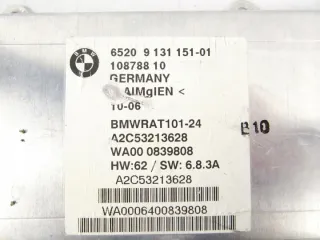 6520 9 131 151-01
108788 10
GERMANY
AlMgIEN <
10-06
BMWRAT101-24
A2C53213628
WA00 0839808
HW:62 / SW: 6.8.3A
A2C53213628
WA0006400839808
B10